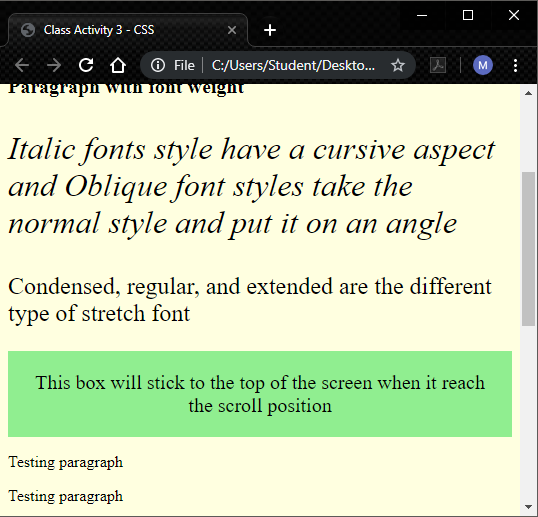 Class Activity 3 - CSS
File C:/Users/Student/Deskto...
M
Paragraph with font weight
Italic fonts style have a cursive aspect
and Oblique font styles take the
normal style and put it on an angle
Condensed, regular, and extended are the different
type of stretch font
This box will stick to the top of the screen when it reach
the scroll position
Testing paragraph
Testing paragraph